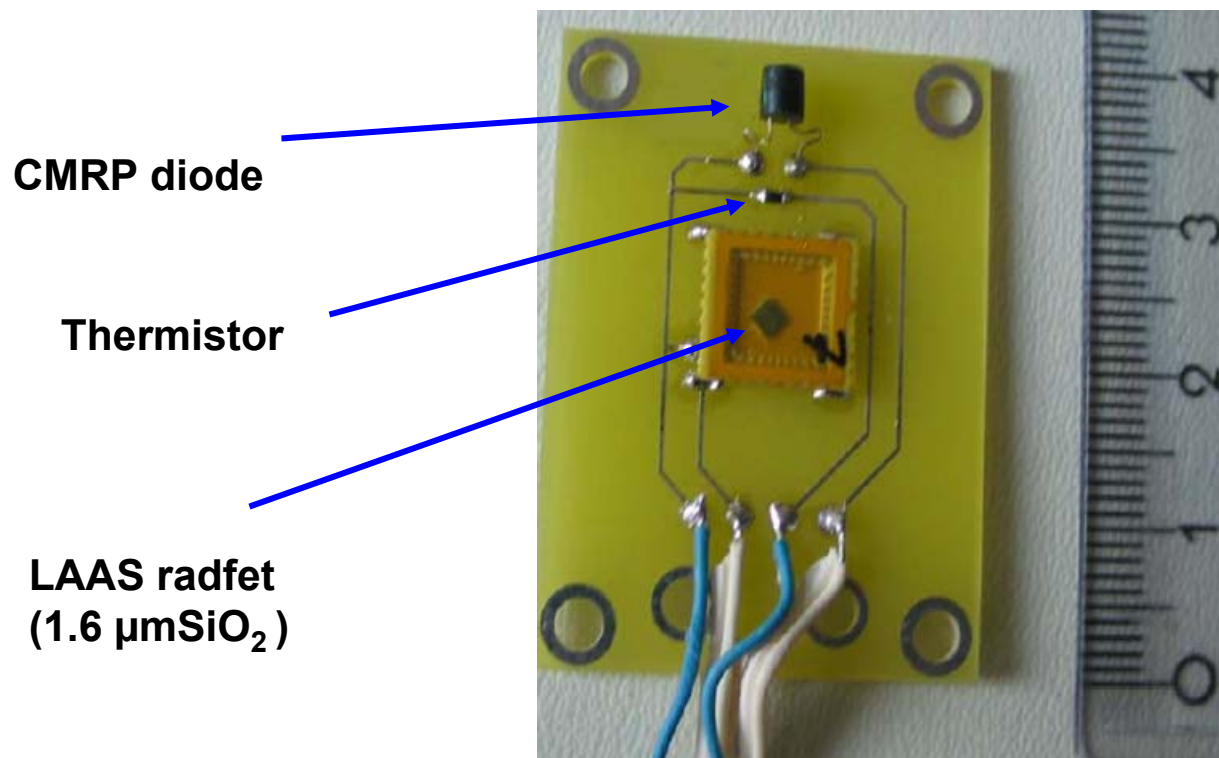 CMRP diode
Thermistor
LAAS radfet
(1.6 µmSiO₂ )
4
3
2
1
0